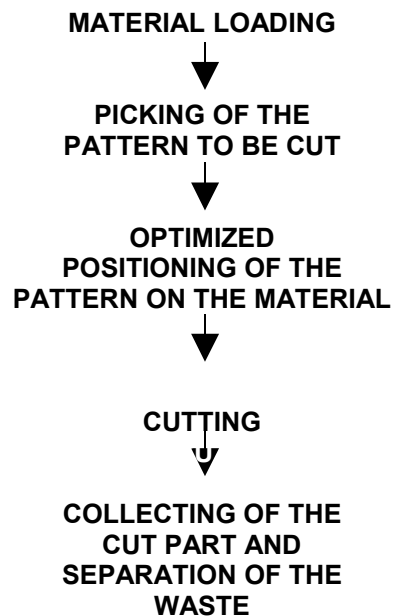 MATERIAL LOADING
PICKING OF THE
PATTERN TO BE CUT
OPTIMIZED
POSITIONING OF THE
PATTERN ON THE MATERIAL
CUTTING
U
COLLECTING OF THE
CUT PART AND
SEPARATION OF THE
WASTE